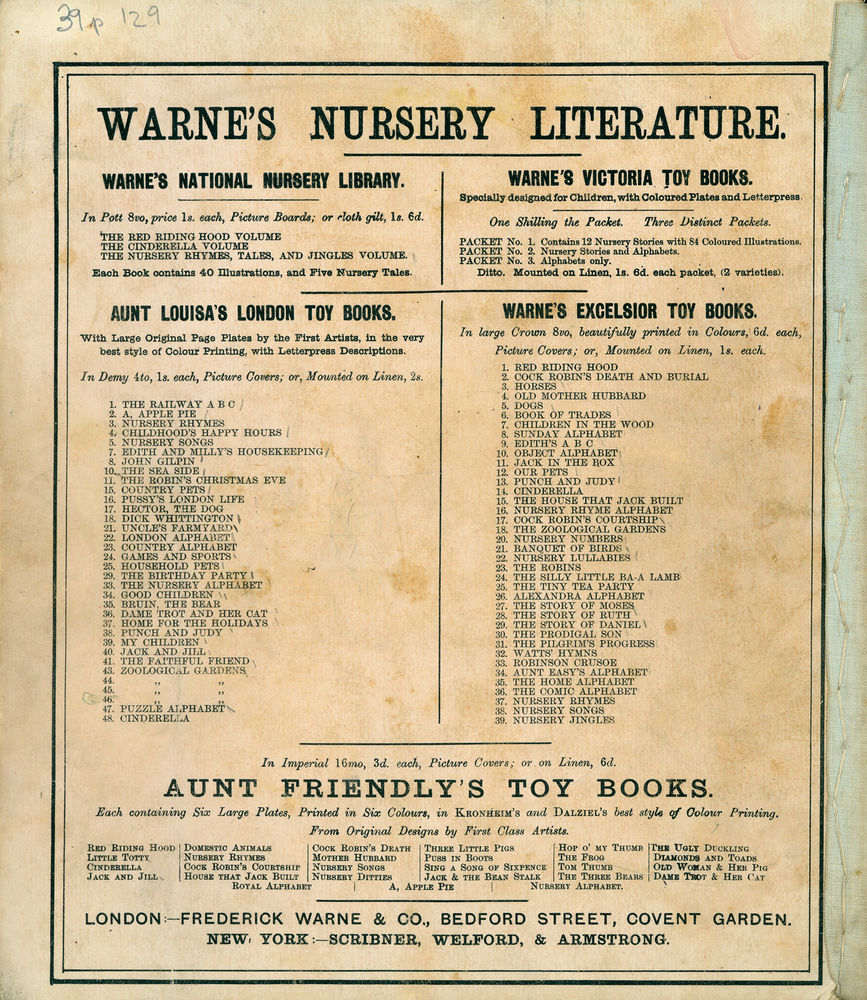 39p 129
WARNE'S NURSERY LITERATURE.
WARNE'S NATIONAL NURSERY LIBRARY.
In Pott 8vo, price 1s. each, Picture Boards; or cloth gilt, 1s. 6d.
THE RED RIDING HOOD VOLUME
THE CINDERELLA VOLUME
THE NURSERY RHYMES, TALES, AND JINGLES VOLUME.
Each Book contains 40 Illustrations, and Five Nursery Tales.
WARNE'S VICTORIA TOY BOOKS.
Specially designed for Children, with Coloured Plates and Letterpress.
One Shilling the Packet. Three Distinct Packets.
PACKET No. 1. Contains 12 Nursery Stories with 84 Coloured Illustrations.
PACKET No. 2. Nursery Stories and Alphabets.
PACKET No. 3. Alphabets only.
Ditto. Mounted on Linen, 1s. 6d. each packet, (2 varieties).
AUNT LOUISA'S LONDON TOY BOOKS.
With Large Original Page Plates by the First Artists, in the very
best style of Colour Printing, with Letterpress Descriptions.
In Demy 4to, 1s. each, Picture Covers; or, Mounted on Linen, 2s.
1. THE RAILWAY A B C
2. A, APPLE PIE
3. NURSERY RHYMES
4. CHILDHOOD'S HAPPY HOURS
5. NURSERY SONGS
7. EDITH AND MILLY'S HOUSEKEEPING
8. JOHN GILPIN
10. THE SEA SIDE
11. THE ROBIN'S CHRISTMAS EVE
15. COUNTRY PETS
16. PUSSY'S LONDON LIFE
17. HECTOR, THE DOG
18. DICK WHITTINGTON
21. UNCLE'S FARMYARD
22. LONDON ALPHABET
23. COUNTRY ALPHABET
24. GAMES AND SPORTS
25. HOUSEHOLD PETS
29. THE BIRTHDAY PARTY
33. THE NURSERY ALPHABET
34. GOOD CHILDREN
35. BRUIN, THE BEAR
36. DAME TROT AND HER CAT
37. HOME FOR THE HOLIDAYS
38. PUNCH AND JUDY
39. MY CHILDREN
40. JACK AND JILL
41. THE FAITHFUL FRIEND
43. ZOOLOGICAL GARDENS
44. „ „
45. „ „
46. „ „
47. PUZZLE ALPHABET
48. CINDERELLA
WARNE'S EXCELSIOR TOY BOOKS.
In large Crown 8vo, beautifully printed in Colours, 6d. each,
Picture Covers; or, Mounted on Linen, 1s. each.
1. RED RIDING HOOD
2. COCK ROBIN'S DEATH AND BURIAL
3. HORSES
4. OLD MOTHER HUBBARD
5. DOGS
6. BOOK OF TRADES
7. CHILDREN IN THE WOOD
8. SUNDAY ALPHABET
9. EDITH'S A B C
10. OBJECT ALPHABET
11. JACK IN THE BOX
12. OUR PETS
13. PUNCH AND JUDY
14. CINDERELLA
15. THE HOUSE THAT JACK BUILT
16. NURSERY RHYME ALPHABET
17. COCK ROBIN'S COURTSHIP
18. THE ZOOLOGICAL GARDENS
20. NURSERY NUMBERS
21. BANQUET OF BIRDS
22. NURSERY LULLABIES
23. THE ROBINS
24. THE SILLY LITTLE BA-A LAMB
25. THE TINY TEA PARTY
26. ALEXANDRA ALPHABET
27. THE STORY OF MOSES
28. THE STORY OF RUTH
29. THE STORY OF DANIEL
30. THE PRODIGAL SON
31. THE PILGRIM'S PROGRESS
32. WATTS' HYMNS
33. ROBINSON CRUSOE
34. AUNT EASY'S ALPHABET
35. THE HOME ALPHABET
36. THE COMIC ALPHABET
37. NURSERY RHYMES
38. NURSERY SONGS
39. NURSERY JINGLES
In Imperial 16mo, 3d. each, Picture Covers; or on Linen, 6d.
AUNT FRIENDLY'S TOY BOOKS.
Each containing Six Large Plates, Printed in Six Colours, in KRONHEIM'S and DALZIEL'S best style of Colour Printing.
From Original Designs by First Class Artists.
RED RIDING HOOD | DOMESTIC ANIMALS | COCK ROBIN'S DEATH | THREE LITTLE PIGS | HOP O' MY THUMB | THE UGLY DUCKLING
LITTLE TOTTY | NURSERY RHYMES | MOTHER HUBBARD | PUSS IN BOOTS | THE FROG | DIAMONDS AND TOADS
CINDERELLA | COCK ROBIN'S COURTSHIP | NURSERY SONGS | SING A SONG OF SIXPENCE | TOM THUMB | OLD WOMAN & HER PIG
JACK AND JILL | HOUSE THAT JACK BUILT | NURSERY DITTIES | JACK & THE BEAN STALK | THE THREE BEARS | DAME TROT & HER CAT
ROYAL ALPHABET | A, APPLE PIE | NURSERY ALPHABET.
LONDON:—FREDERICK WARNE & CO., BEDFORD STREET, COVENT GARDEN.
NEW YORK:—SCRIBNER, WELFORD, & ARMSTRONG.